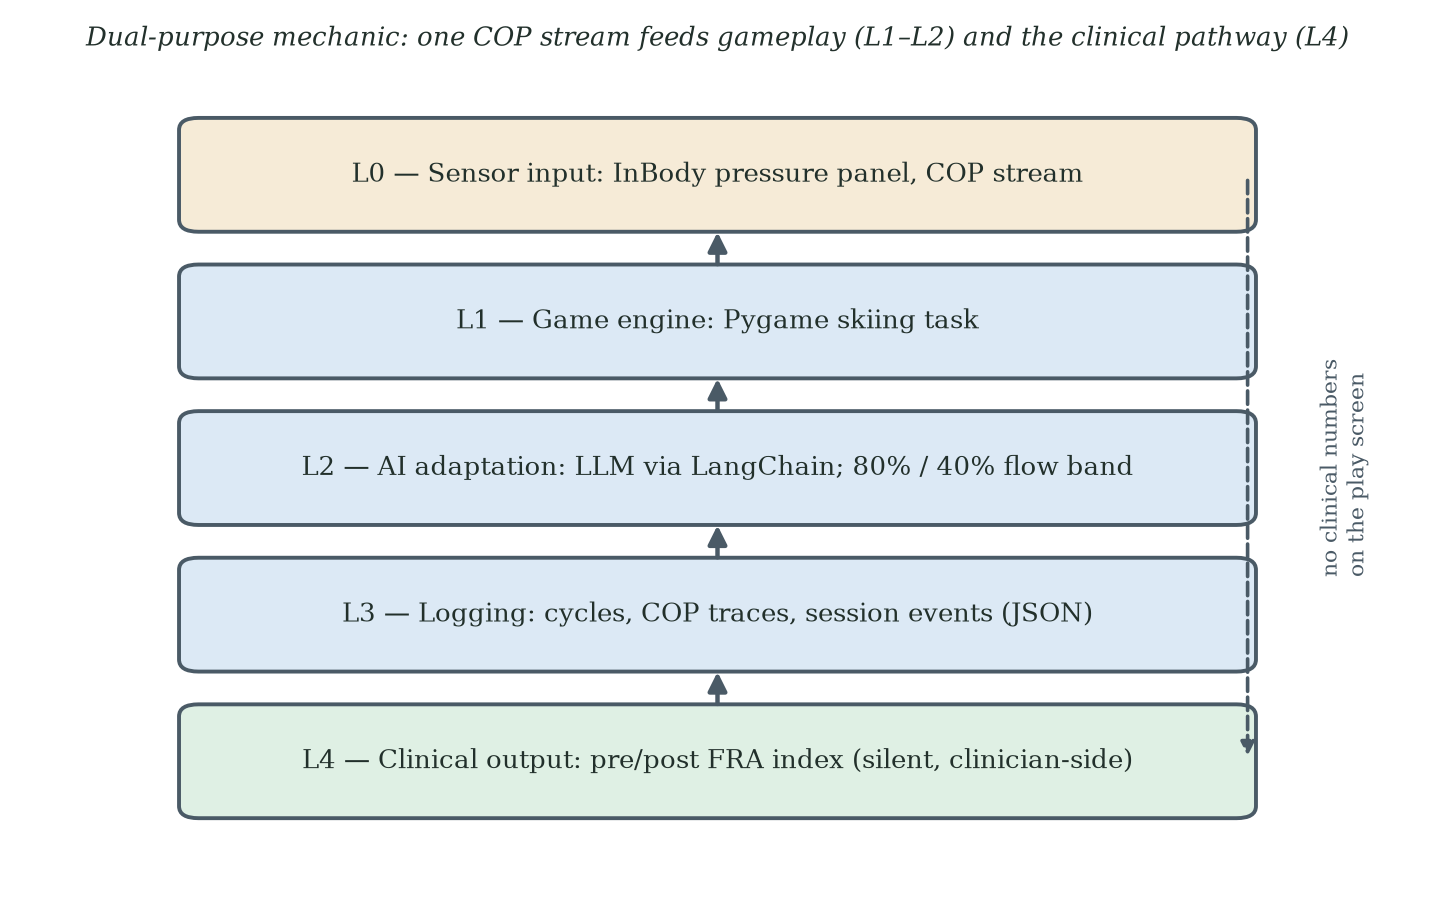 Dual-purpose mechanic: one COP stream feeds gameplay (L1–L2) and the clinical pathway (L4)
L0 — Sensor input: InBody pressure panel, COP stream
L1 — Game engine: Pygame skiing task
L2 — AI adaptation: LLM via LangChain; 80% / 40% flow band
L3 — Logging: cycles, COP traces, session events (JSON)
L4 — Clinical output: pre/post FRA index (silent, clinician-side)
no clinical numbers
on the play screen